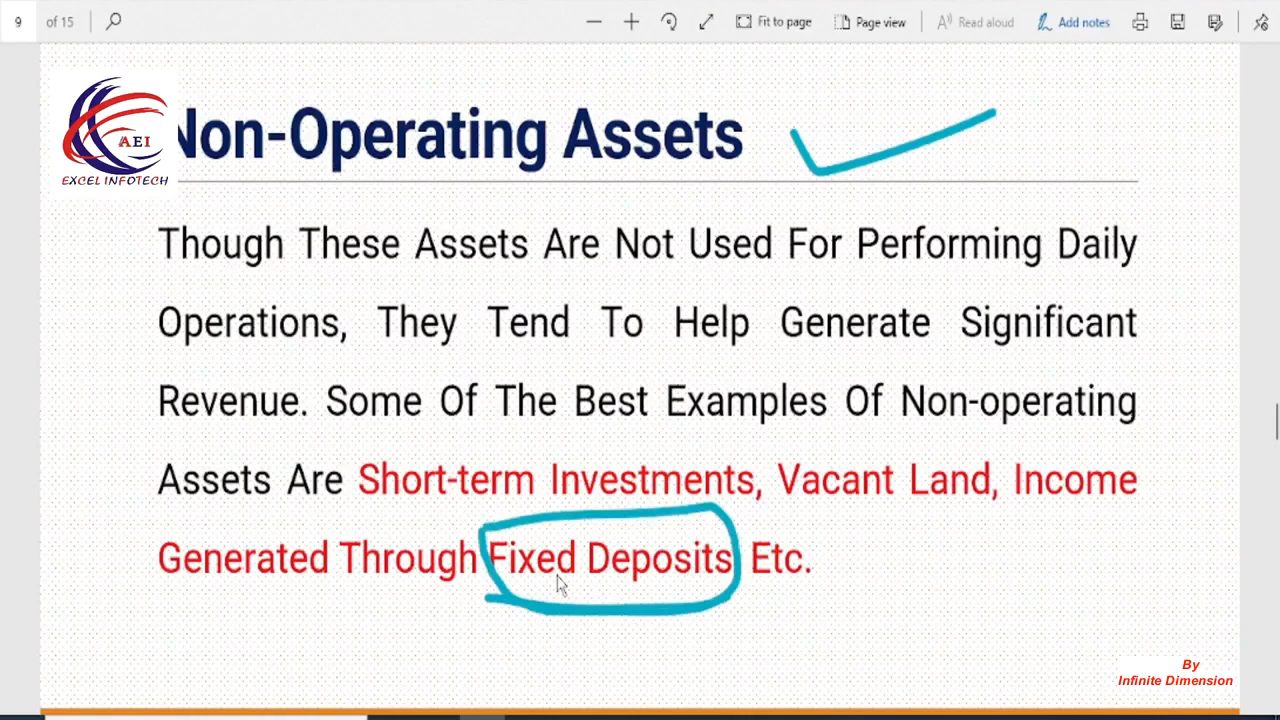 9 of 15 Fit to page Page view Read aloud Add notes
AEI
EXCEL INFOTECH
Non-Operating Assets
Though These Assets Are Not Used For Performing Daily
Operations, They Tend To Help Generate Significant
Revenue. Some Of The Best Examples Of Non-operating
Assets Are Short-term Investments, Vacant Land, Income
Generated Through Fixed Deposits Etc.
By
Infinite Dimension